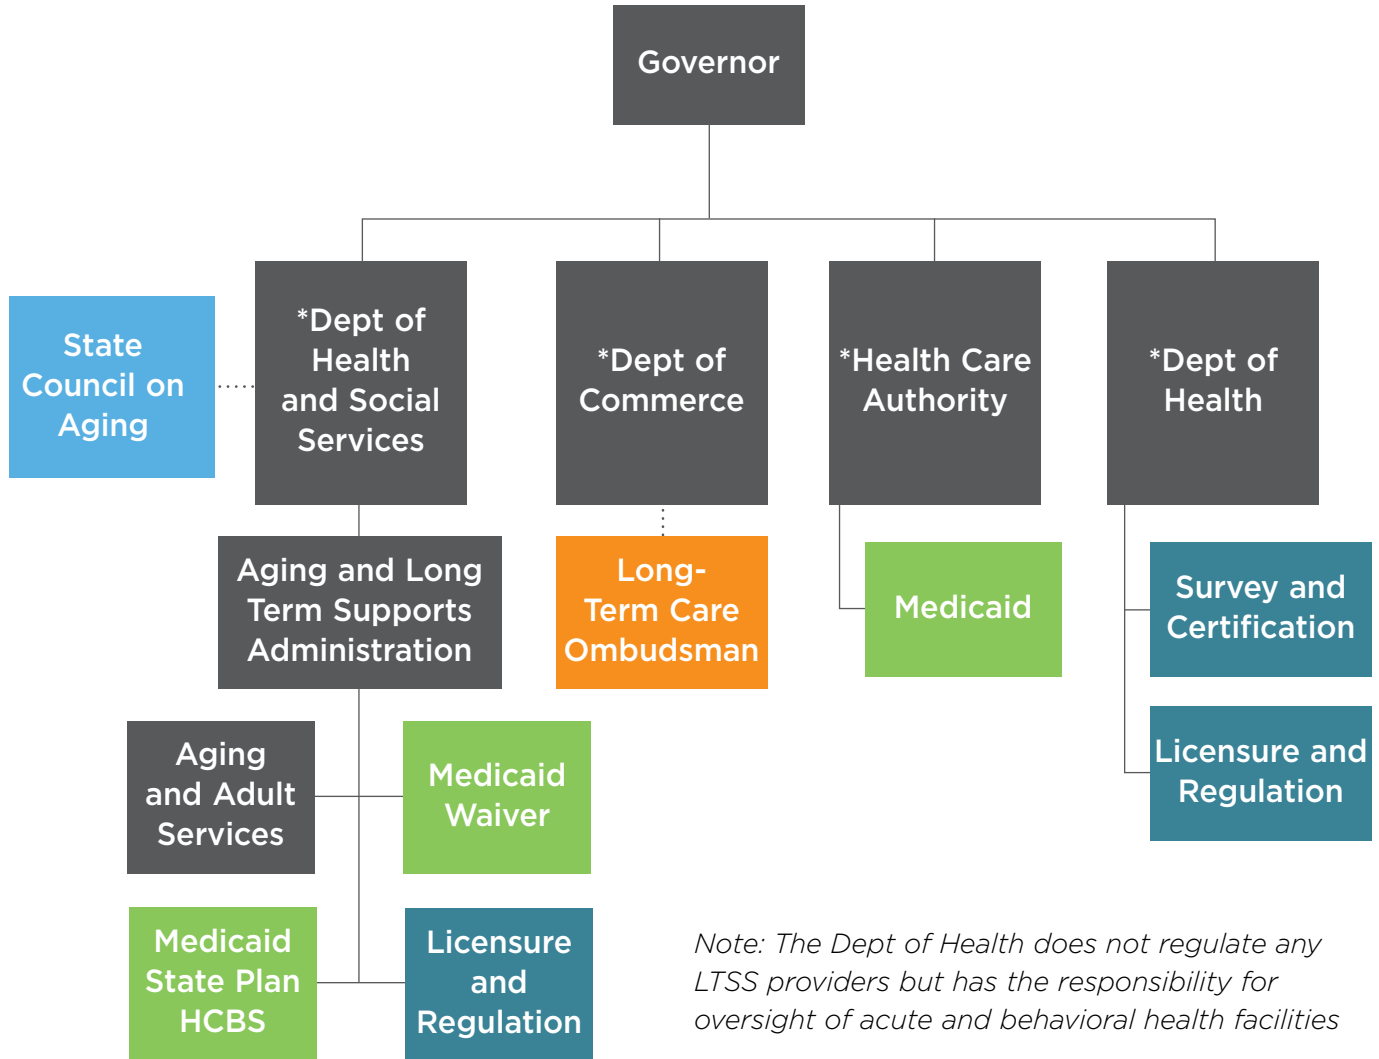 Governor
State
Council on
Aging
*Dept of
Health
and Social
Services
*Dept of
Commerce
*Health Care
Authority
*Dept of
Health
Aging and Long
Term Supports
Administration
Long-
Term Care
Ombudsman
Medicaid
Survey and
Certification
Licensure and
Regulation
Aging
and Adult
Services
Medicaid
Waiver
Medicaid
State Plan
HCBS
Licensure
and
Regulation
Note: The Dept of Health does not regulate any
LTSS providers but has the responsibility for
oversight of acute and behavioral health facilities